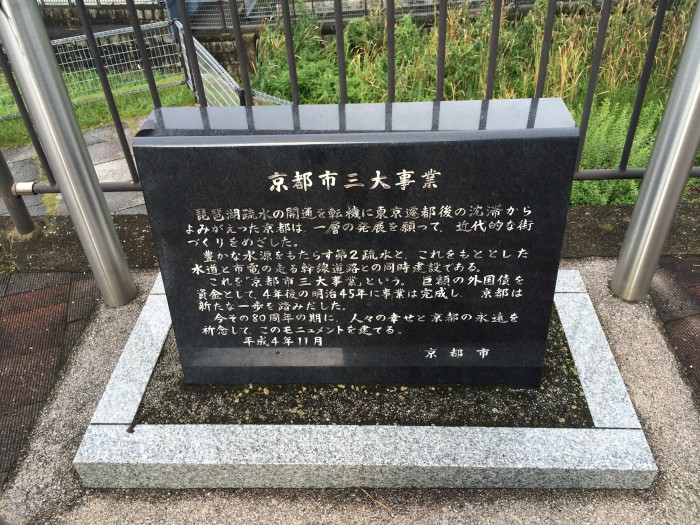 京都市三大事業
琵琶湖疏水の開通を転機に東京遷都後の沈滞から
よみがえった京都は、一層の発展を願って、近代的な街
づくりをめざした。
豊かな水源をもたらす第2疏水と、これをもととした
水道と市電の走る幹線道路との同時建設である。
これを「京都市三大事業」という。巨額の外国債を
資金として、4年後の明治45年に事業は完成し、京都は
新たな一歩を踏みだした。
今その80周年の期に、人々の幸せと京都の永遠を
祈念して、このモニュメントを建てる。
平成4年11月
京都市